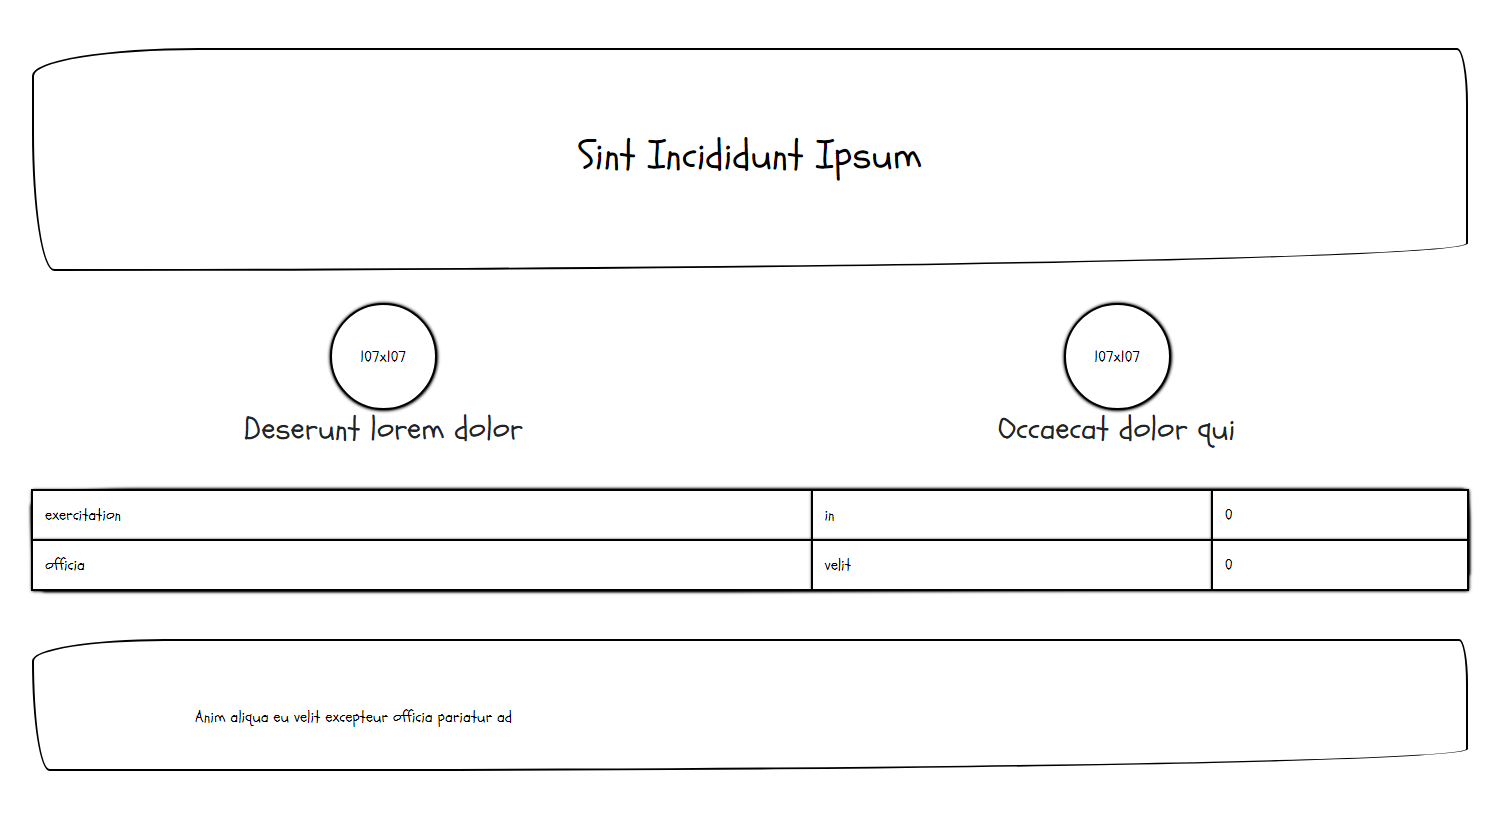 Sint Incididunt Ipsum
107x107
107x107
Deserunt lorem dolor
Occaecat dolor qui
exercitation in 0
officia velit 0
Anim aliqua eu velit excepteur officia pariatur ad